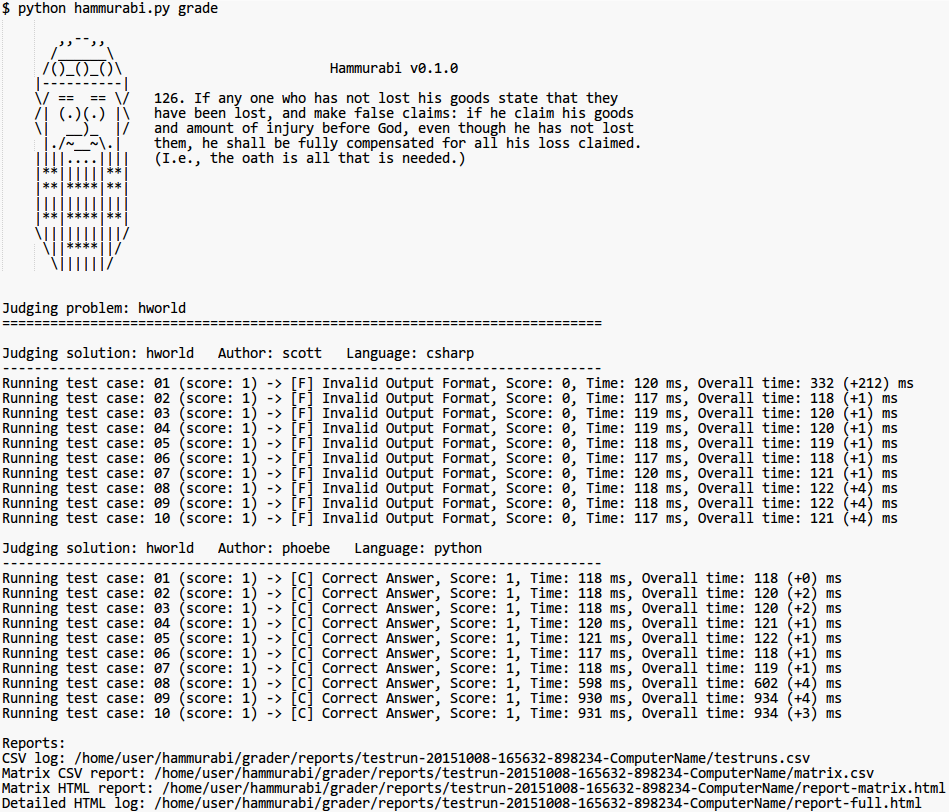 $ python hammurabi.py grade
      ,,--,,
     /______\
    /()_()_()\
    |----------|
    \/ ==  == \/
    /| (.)(.) |\
    \|   __)_  |/
     |./~__~\.|
    ||||....||||
    |**||||||**|
    |**|****|**|
    ||||||||||||
    |**|****|**|
    \||||||||||/
     \||****||/
      \||||||/
Hammurabi v0.1.0
126. If any one who has not lost his goods state that they
have been lost, and make false claims: if he claim his goods
and amount of injury before God, even though he has not lost
them, he shall be fully compensated for all his loss claimed.
(I.e., the oath is all that is needed.)
Judging problem: hworld
===========================================================================
Judging solution: hworld   Author: scott   Language: csharp
---------------------------------------------------------------------------
Running test case: 01 (score: 1) -> [F] Invalid Output Format, Score: 0, Time: 120 ms, Overall time: 332 (+212) ms
Running test case: 02 (score: 1) -> [F] Invalid Output Format, Score: 0, Time: 117 ms, Overall time: 118 (+1) ms
Running test case: 03 (score: 1) -> [F] Invalid Output Format, Score: 0, Time: 119 ms, Overall time: 120 (+1) ms
Running test case: 04 (score: 1) -> [F] Invalid Output Format, Score: 0, Time: 119 ms, Overall time: 120 (+1) ms
Running test case: 05 (score: 1) -> [F] Invalid Output Format, Score: 0, Time: 118 ms, Overall time: 119 (+1) ms
Running test case: 06 (score: 1) -> [F] Invalid Output Format, Score: 0, Time: 117 ms, Overall time: 118 (+1) ms
Running test case: 07 (score: 1) -> [F] Invalid Output Format, Score: 0, Time: 120 ms, Overall time: 121 (+1) ms
Running test case: 08 (score: 1) -> [F] Invalid Output Format, Score: 0, Time: 118 ms, Overall time: 122 (+4) ms
Running test case: 09 (score: 1) -> [F] Invalid Output Format, Score: 0, Time: 118 ms, Overall time: 122 (+4) ms
Running test case: 10 (score: 1) -> [F] Invalid Output Format, Score: 0, Time: 117 ms, Overall time: 121 (+4) ms
Judging solution: hworld   Author: phoebe   Language: python
---------------------------------------------------------------------------
Running test case: 01 (score: 1) -> [C] Correct Answer, Score: 1, Time: 118 ms, Overall time: 118 (+0) ms
Running test case: 02 (score: 1) -> [C] Correct Answer, Score: 1, Time: 118 ms, Overall time: 120 (+2) ms
Running test case: 03 (score: 1) -> [C] Correct Answer, Score: 1, Time: 118 ms, Overall time: 120 (+2) ms
Running test case: 04 (score: 1) -> [C] Correct Answer, Score: 1, Time: 120 ms, Overall time: 121 (+1) ms
Running test case: 05 (score: 1) -> [C] Correct Answer, Score: 1, Time: 121 ms, Overall time: 122 (+1) ms
Running test case: 06 (score: 1) -> [C] Correct Answer, Score: 1, Time: 117 ms, Overall time: 118 (+1) ms
Running test case: 07 (score: 1) -> [C] Correct Answer, Score: 1, Time: 118 ms, Overall time: 119 (+1) ms
Running test case: 08 (score: 1) -> [C] Correct Answer, Score: 1, Time: 598 ms, Overall time: 602 (+4) ms
Running test case: 09 (score: 1) -> [C] Correct Answer, Score: 1, Time: 930 ms, Overall time: 934 (+4) ms
Running test case: 10 (score: 1) -> [C] Correct Answer, Score: 1, Time: 931 ms, Overall time: 934 (+3) ms
Reports:
CSV log: /home/user/hammurabi/grader/reports/testrun-20151008-165632-898234-ComputerName/testruns.csv
Matrix CSV report: /home/user/hammurabi/grader/reports/testrun-20151008-165632-898234-ComputerName/matrix.csv
Matrix HTML report: /home/user/hammurabi/grader/reports/testrun-20151008-165632-898234-ComputerName/report-matrix.html
Detailed HTML log: /home/user/hammurabi/grader/reports/testrun-20151008-165632-898234-ComputerName/report-full.html